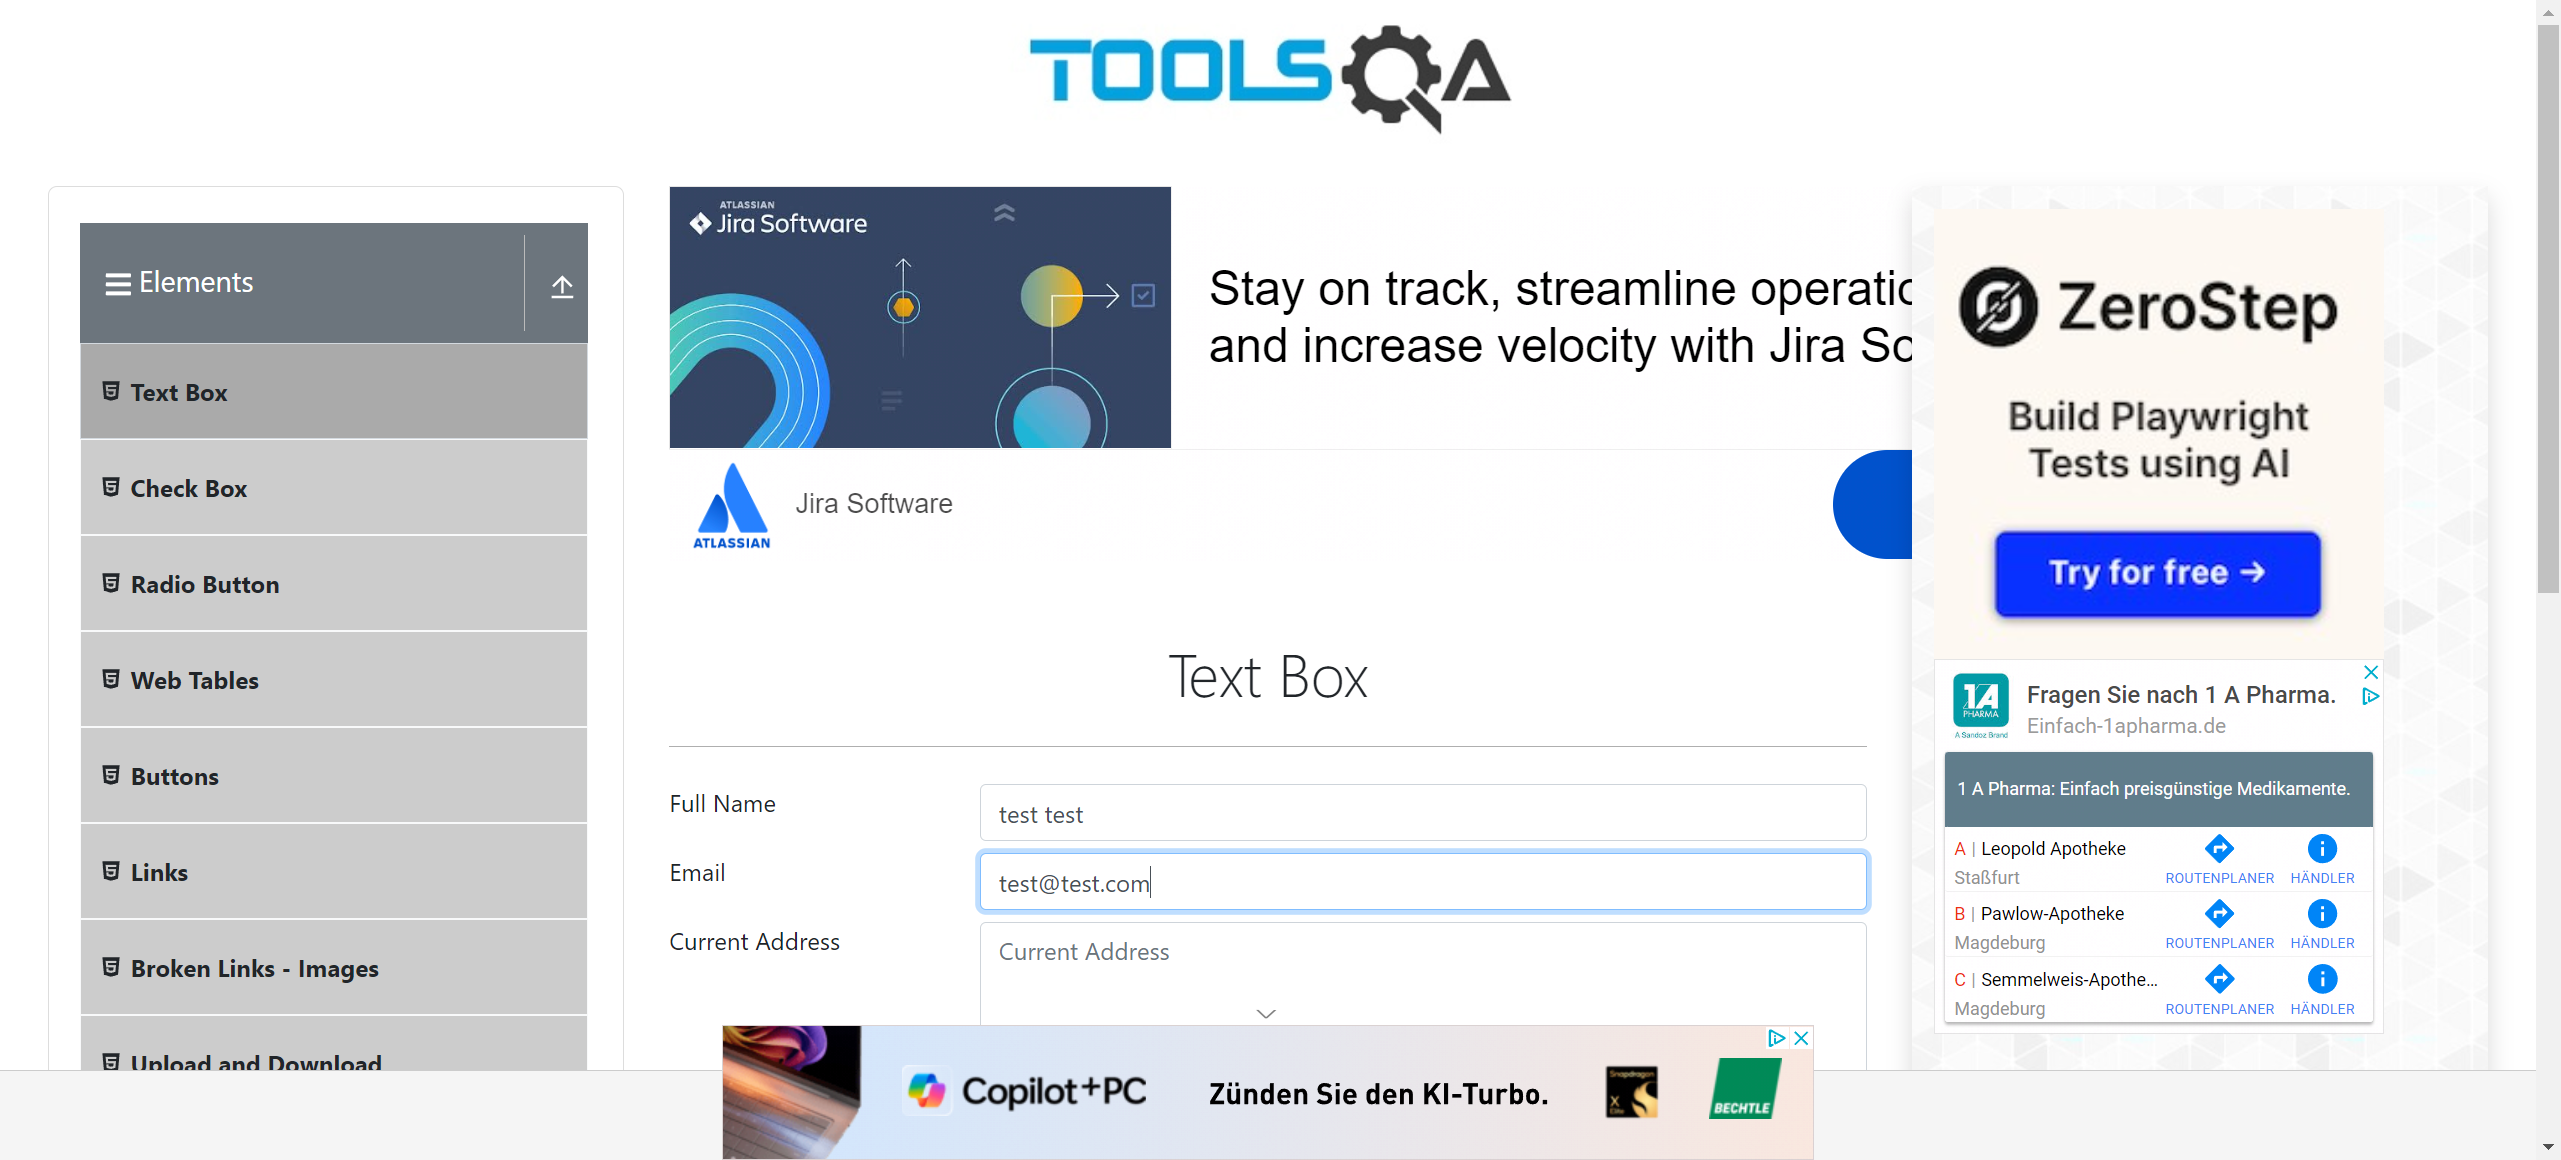 TOOLSQA
Elements
Text Box
Check Box
Radio Button
Web Tables
Buttons
Links
Broken Links - Images
Upload and Download
ATLASSIAN
Jira Software
Stay on track, streamline operatio
and increase velocity with Jira So
ATLASSIAN
Jira Software
Text Box
Full Name
test test
Email
test@test.com
Current Address
Current Address
ZeroStep
Build Playwright
Tests using AI
Try for free →
1A
PHARMA
A Sandoz Brand
Fragen Sie nach 1 A Pharma.
Einfach-1apharma.de
1 A Pharma: Einfach preisgünstige Medikamente.
A | Leopold Apotheke
Staßfurt
ROUTENPLANER
HÄNDLER
B | Pawlow-Apotheke
Magdeburg
ROUTENPLANER
HÄNDLER
C | Semmelweis-Apothe...
Magdeburg
ROUTENPLANER
HÄNDLER
Copilot+PC
Zünden Sie den KI-Turbo.
Snapdragon
X
Elite
BECHTLE